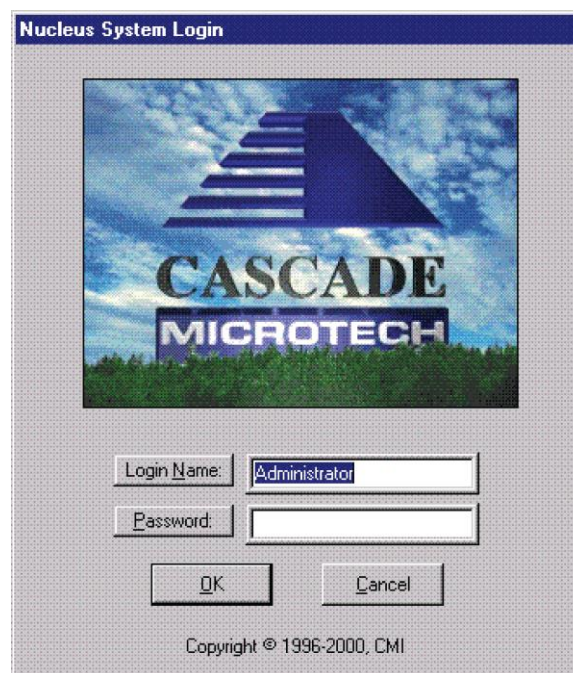 Nucleus System Login
CASCADE
MICROTECH
Login Name: Administrator
Password:
OK Cancel
Copyright © 1996-2000, CMI